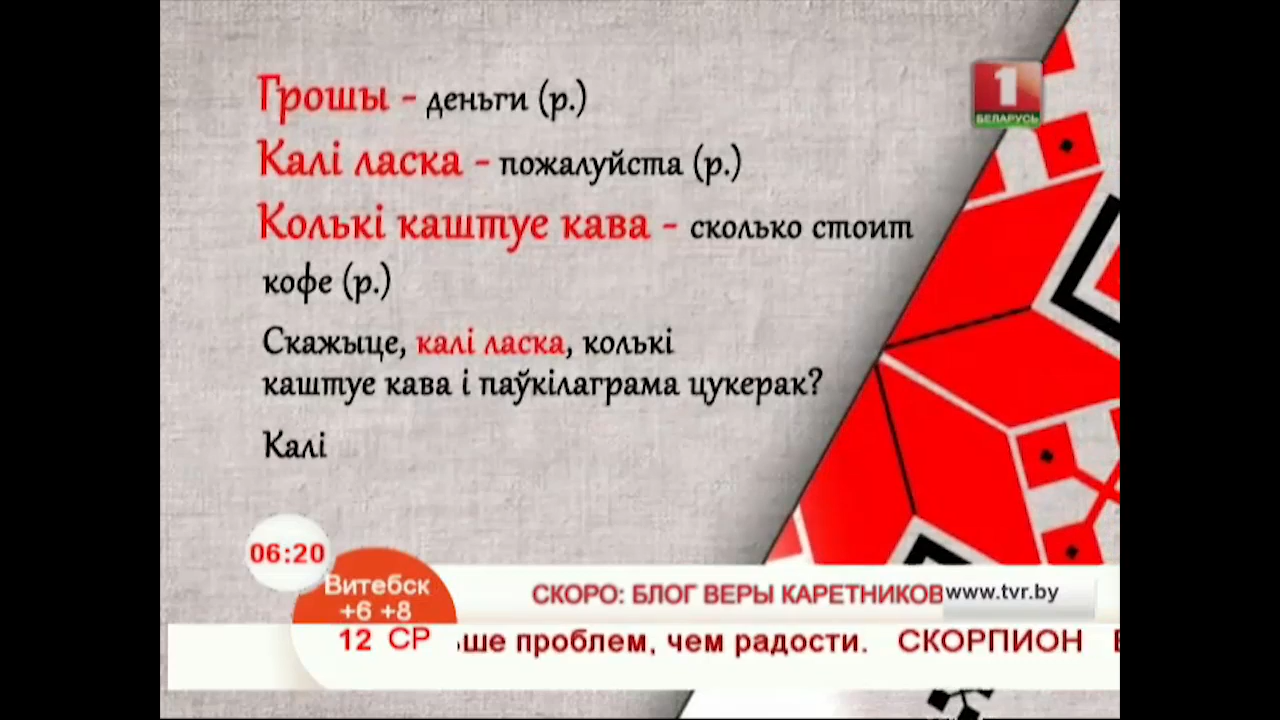 Грошы - деньги (р.)
Калі ласка - пожалуйста (р.)
Колькі каштуе кава - сколько стоит
кофе (р.)
Скажыце, калі ласка, колькі
каштуе кава і паўкілаграма цукерак?
Калі
1
БЕЛАРУСЬ
06:20
Витебск
+6 +8
12 СР
СКОРО: БЛОГ ВЕРЫ КАРЕТНИКОВ
www.tvr.by
ьше проблем, чем радости. СКОРПИОН